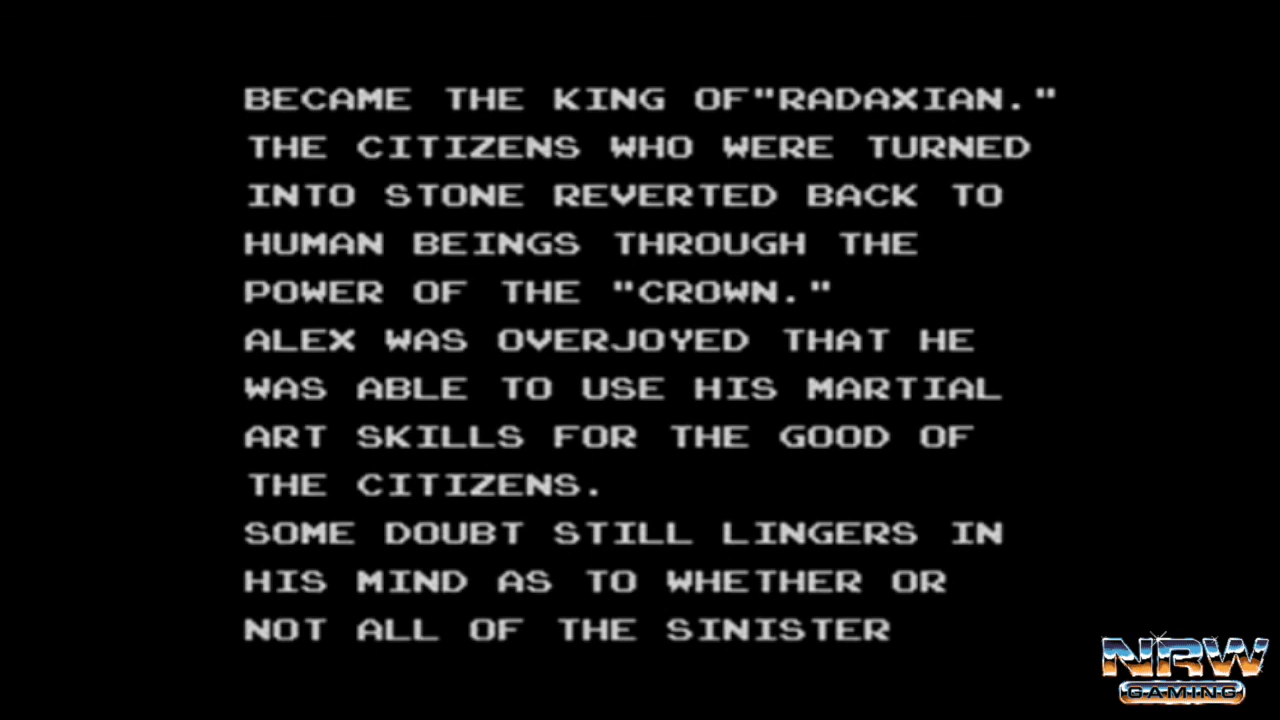 BECAME THE KING OF"RADAXIAN."
THE CITIZENS WHO WERE TURNED
INTO STONE REVERTED BACK TO
HUMAN BEINGS THROUGH THE
POWER OF THE "CROWN."
ALEX WAS OVERJOYED THAT HE
WAS ABLE TO USE HIS MARTIAL
ART SKILLS FOR THE GOOD OF
THE CITIZENS.
SOME DOUBT STILL LINGERS IN
HIS MIND AS TO WHETHER OR
NOT ALL OF THE SINISTER
NRW
GAMING